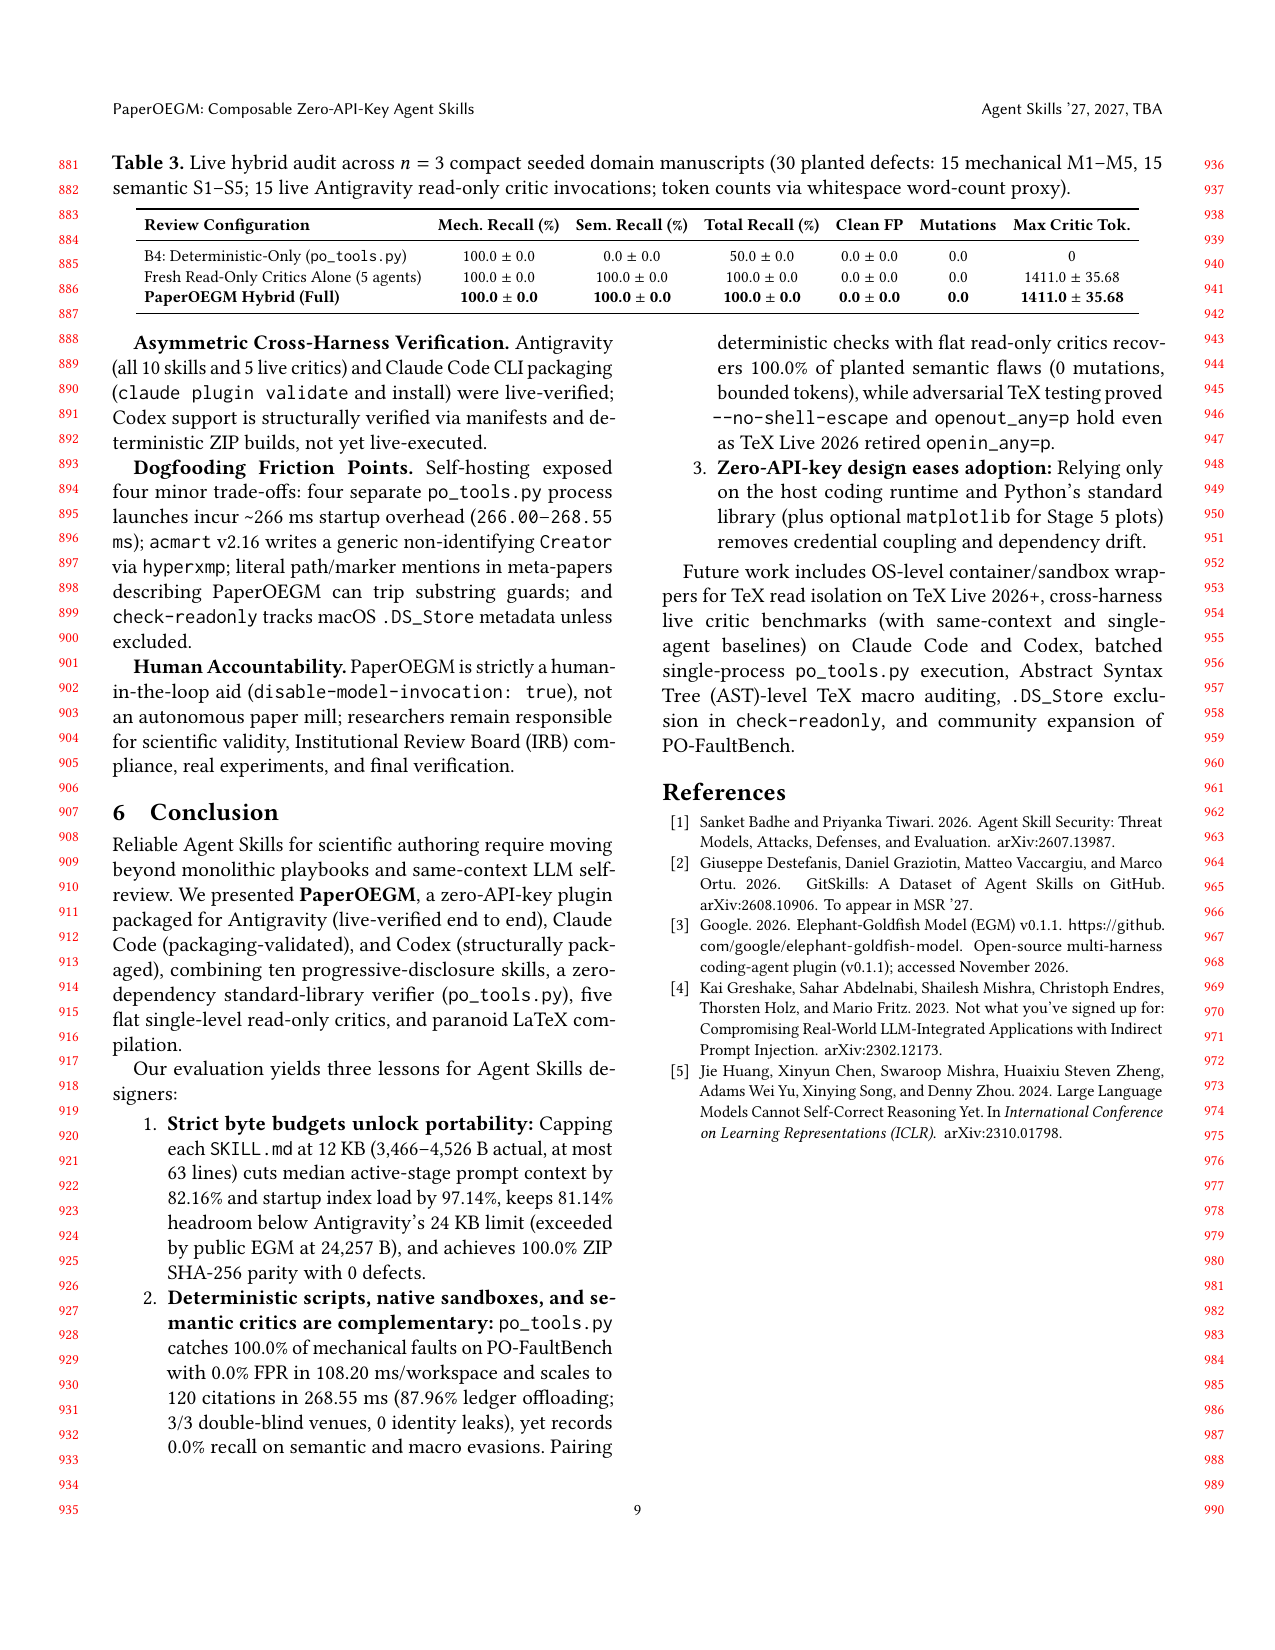 PaperOEGM: Composable Zero-API-Key Agent Skills
Agent Skills ’27, 2027, TBA
Table 3. Live hybrid audit across n = 3 compact seeded domain manuscripts (30 planted defects: 15 mechanical M1–M5, 15
semantic S1–S5; 15 live Antigravity read-only critic invocations; token counts via whitespace word-count proxy).
Review Configuration Mech. Recall (%) Sem. Recall (%) Total Recall (%) Clean FP Mutations Max Critic Tok.
B4: Deterministic-Only (po_tools.py) 100.0 ± 0.0 0.0 ± 0.0 50.0 ± 0.0 0.0 ± 0.0 0.0 0
Fresh Read-Only Critics Alone (5 agents) 100.0 ± 0.0 100.0 ± 0.0 100.0 ± 0.0 0.0 ± 0.0 0.0 1411.0 ± 35.68
PaperOEGM Hybrid (Full) 100.0 ± 0.0 100.0 ± 0.0 100.0 ± 0.0 0.0 ± 0.0 0.0 1411.0 ± 35.68
Asymmetric Cross-Harness Verification. Antigravity
(all 10 skills and 5 live critics) and Claude Code CLI packaging
(claude plugin validate and install) were live-verified;
Codex support is structurally verified via manifests and de-
terministic ZIP builds, not yet live-executed.
Dogfooding Friction Points. Self-hosting exposed
four minor trade-offs: four separate po_tools.py process
launches incur ~266 ms startup overhead (266.00–268.55
ms); acmart v2.16 writes a generic non-identifying Creator
via hyperxmp; literal path/marker mentions in meta-papers
describing PaperOEGM can trip substring guards; and
check-readonly tracks macOS .DS_Store metadata unless
excluded.
Human Accountability. PaperOEGM is strictly a human-
in-the-loop aid (disable-model-invocation: true), not
an autonomous paper mill; researchers remain responsible
for scientific validity, Institutional Review Board (IRB) com-
pliance, real experiments, and final verification.
6 Conclusion
Reliable Agent Skills for scientific authoring require moving
beyond monolithic playbooks and same-context LLM self-
review. We presented PaperOEGM, a zero-API-key plugin
packaged for Antigravity (live-verified end to end), Claude
Code (packaging-validated), and Codex (structurally pack-
aged), combining ten progressive-disclosure skills, a zero-
dependency standard-library verifier (po_tools.py), five
flat single-level read-only critics, and paranoid LaTeX com-
pilation.
Our evaluation yields three lessons for Agent Skills de-
signers:
1. Strict byte budgets unlock portability: Capping
each SKILL.md at 12 KB (3,466–4,526 B actual, at most
63 lines) cuts median active-stage prompt context by
82.16% and startup index load by 97.14%, keeps 81.14%
headroom below Antigravity’s 24 KB limit (exceeded
by public EGM at 24,257 B), and achieves 100.0% ZIP
SHA-256 parity with 0 defects.
2. Deterministic scripts, native sandboxes, and se-
mantic critics are complementary: po_tools.py
catches 100.0% of mechanical faults on PO-FaultBench
with 0.0% FPR in 108.20 ms/workspace and scales to
120 citations in 268.55 ms (87.96% ledger offloading;
3/3 double-blind venues, 0 identity leaks), yet records
0.0% recall on semantic and macro evasions. Pairing
deterministic checks with flat read-only critics recov-
ers 100.0% of planted semantic flaws (0 mutations,
bounded tokens), while adversarial TeX testing proved
--no-shell-escape and openout_any=p hold even
as TeX Live 2026 retired openin_any=p.
3. Zero-API-key design eases adoption: Relying only
on the host coding runtime and Python’s standard
library (plus optional matplotlib for Stage 5 plots)
removes credential coupling and dependency drift.
Future work includes OS-level container/sandbox wrap-
pers for TeX read isolation on TeX Live 2026+, cross-harness
live critic benchmarks (with same-context and single-
agent baselines) on Claude Code and Codex, batched
single-process po_tools.py execution, Abstract Syntax
Tree (AST)-level TeX macro auditing, .DS_Store exclu-
sion in check-readonly, and community expansion of
PO-FaultBench.
References
[1] Sanket Badhe and Priyanka Tiwari. 2026. Agent Skill Security: Threat
Models, Attacks, Defenses, and Evaluation. arXiv:2607.13987.
[2] Giuseppe Destefanis, Daniel Graziotin, Matteo Vaccargiu, and Marco
Ortu. 2026. GitSkills: A Dataset of Agent Skills on GitHub.
arXiv:2608.10906. To appear in MSR ’27.
[3] Google. 2026. Elephant-Goldfish Model (EGM) v0.1.1. https://github.
com/google/elephant-goldfish-model. Open-source multi-harness
coding-agent plugin (v0.1.1); accessed November 2026.
[4] Kai Greshake, Sahar Abdelnabi, Shailesh Mishra, Christoph Endres,
Thorsten Holz, and Mario Fritz. 2023. Not what you’ve signed up for:
Compromising Real-World LLM-Integrated Applications with Indirect
Prompt Injection. arXiv:2302.12173.
[5] Jie Huang, Xinyun Chen, Swaroop Mishra, Huaixiu Steven Zheng,
Adams Wei Yu, Xinying Song, and Denny Zhou. 2024. Large Language
Models Cannot Self-Correct Reasoning Yet. In International Conference
on Learning Representations (ICLR). arXiv:2310.01798.
9